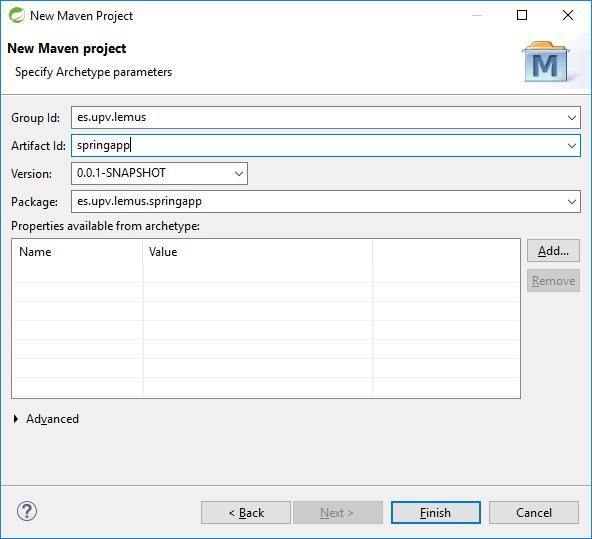 New Maven Project
New Maven project
Specify Archetype parameters
M
Group Id: es.upv.lemus
Artifact Id: springapp
Version: 0.0.1-SNAPSHOT
Package: es.upv.lemus.springapp
Properties available from archetype:
Name Value
Add...
Remove
Advanced
? < Back Next > Finish Cancel